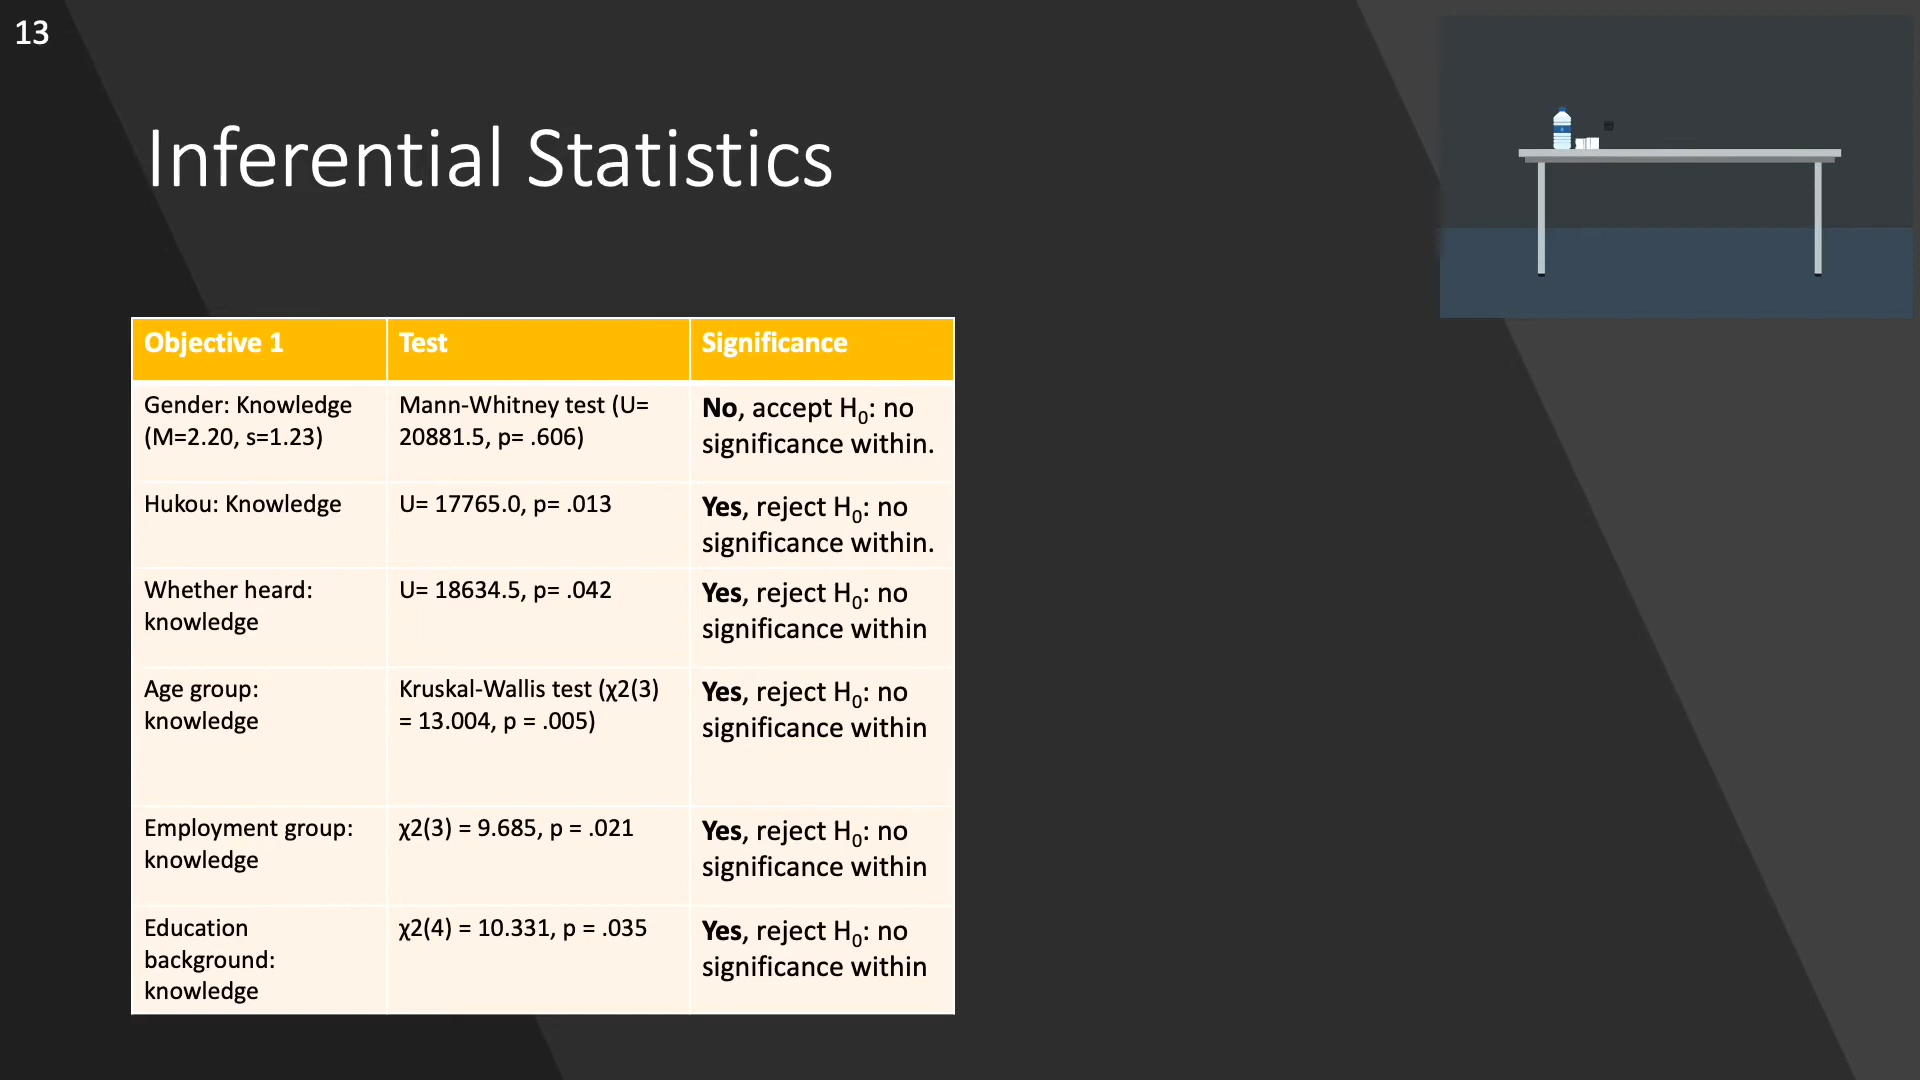 13
Inferential Statistics
Objective 1
Test
Significance
Gender: Knowledge
(M=2.20, s=1.23)
Mann-Whitney test (U=
20881.5, p= .606)
No, accept H₀: no
significance within.
Hukou: Knowledge
U= 17765.0, p= .013
Yes, reject H₀: no
significance within.
Whether heard:
knowledge
U= 18634.5, p= .042
Yes, reject H₀: no
significance within
Age group:
knowledge
Kruskal-Wallis test (χ2(3)
= 13.004, p = .005)
Yes, reject H₀: no
significance within
Employment group:
knowledge
χ2(3) = 9.685, p = .021
Yes, reject H₀: no
significance within
Education
background:
knowledge
χ2(4) = 10.331, p = .035
Yes, reject H₀: no
significance within